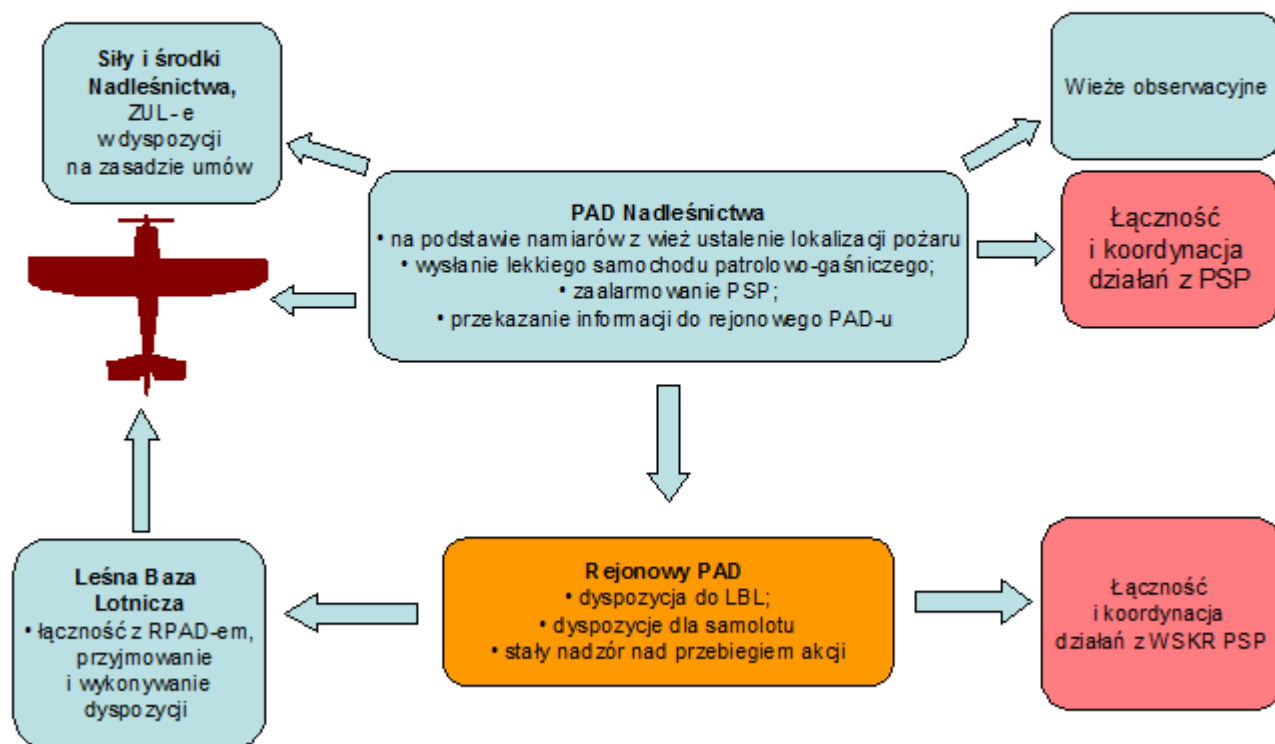 Siły i środki
Nadleśnictwa,
ZUL- e
w dyspozycji
na zasadzie umów
Wieże obserwacyjne
PAD Nadleśnictwa
• na podstawie namiarów z wież ustalenie lokalizacji pożaru
• wysłanie lekkiego samochodu patrolowo-gaśniczego;
• zaalarmowanie PSP;
• przekazanie informacji do rejonowego PAD-u
Łączność
i koordynacja
działań z PSP
Leśna Baza
Lotnicza
• łączność z RPAD-em,
przyjmowanie
i wykonywanie
dyspozycji
Rejonowy PAD
• dyspozycja do LBL;
• dyspozycje dla samolotu
• stały nadzór nad przebiegiem akcji
Łączność
i koordynacja
działań z WSKR PSP